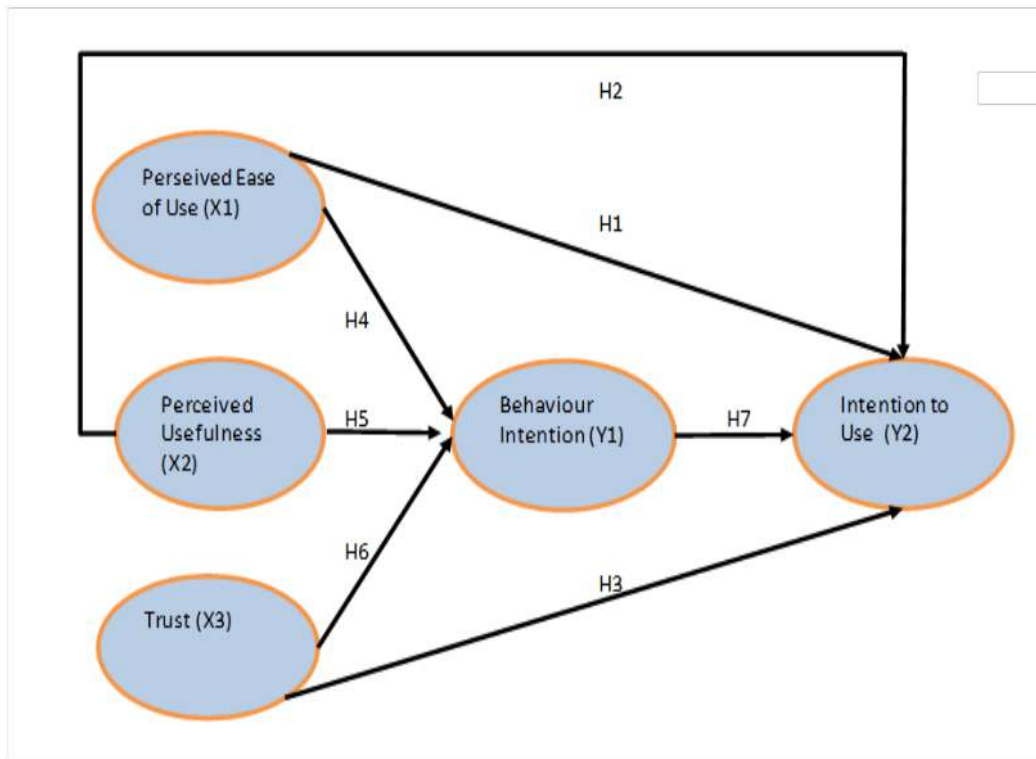 H2
Perseived Ease
of Use (X1)
H1
H4
Perceived
Usefulness
(X2)
H5
Behaviour
Intention (Y1)
H7
Intention to
Use (Y2)
H6
H3
Trust (X3)